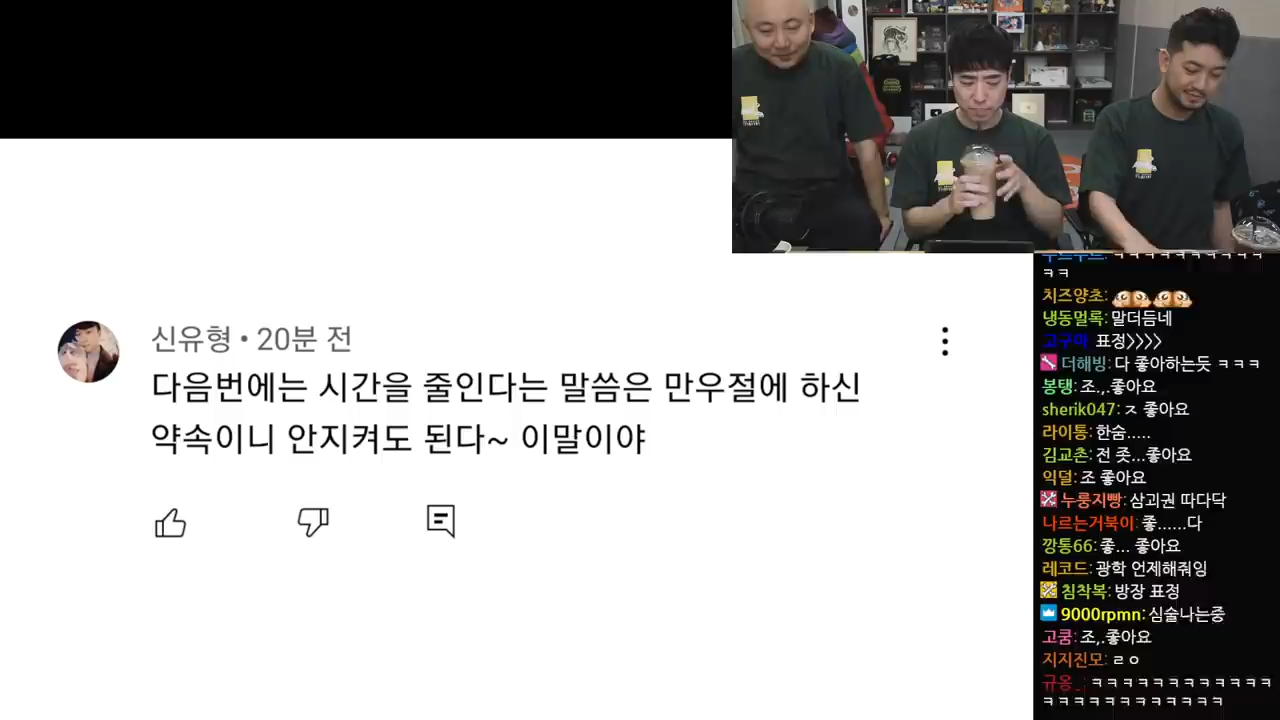 신유형 • 20분 전
다음번에는 시간을 줄인다는 말씀은 만우절에 하신
약속이니 안지켜도 된다~ 이말이야
ㅋㅋ
치즈양초:
냉동멀록: 말더듬네
고구마 표정>>>>
더해빙: 다 좋아하는듯 ㅋㅋㅋ
봉탱: 조,.좋아요
sherik047: ㅈ 좋아요
라이통: 한숨.....
김교촌: 전 좃...좋아요
익덜: 조 좋아요
누룽지빵: 삼괴권 따다닥
나르는거북이: 좋......다
깡통66: 좋... 좋아요
레코드: 광학 언제해줘잉
침착복: 방장 표정
9000rpmn: 심술나는중
고쿰: 조,.좋아요
지지진모: ㄹㅇ
규옹_: ㅋㅋㅋㅋㅋㅋㅋㅋㅋㅋㅋㅋ
ㅋㅋㅋㅋㅋㅋㅋㅋㅋㅋㅋㅋ